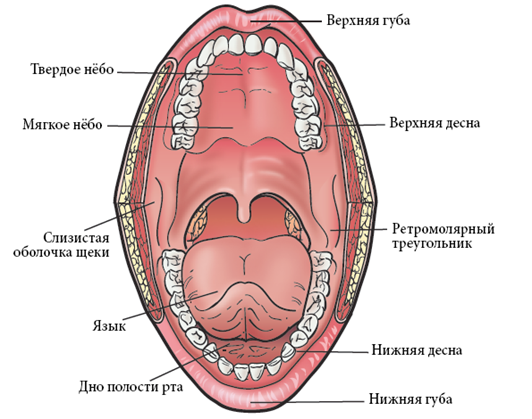 Верхняя губа
Твердое нёбо
Мягкое нёбо
Верхняя десна
Слизистая
оболочка щеки
Ретромолярный
треугольник
Язык
Нижняя десна
Дно полости рта
Нижняя губа